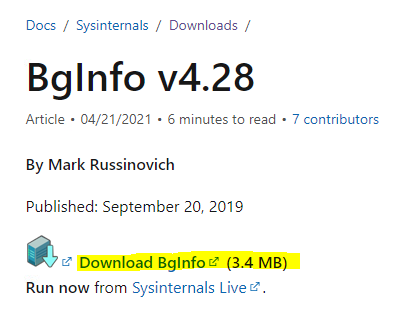 Docs / Sysinternals / Downloads /
BgInfo v4.28
Article • 04/21/2021 • 6 minutes to read • 7 contributors
By Mark Russinovich
Published: September 20, 2019
Download BgInfo (3.4 MB)
Run now from Sysinternals Live.